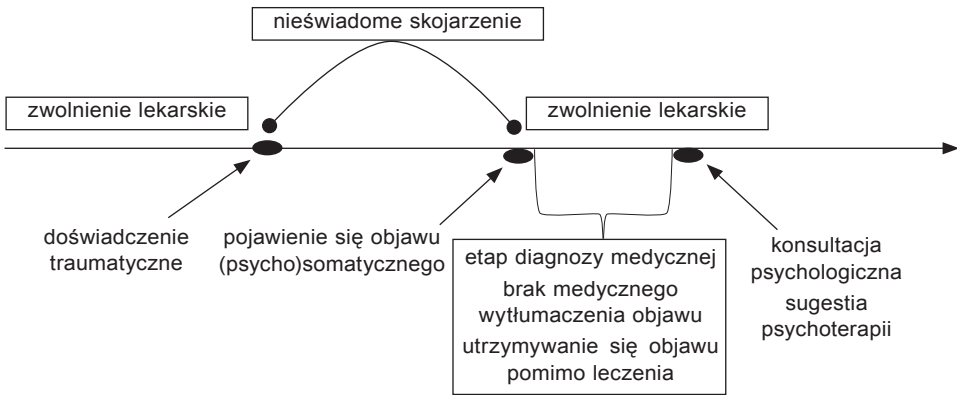 nieświadome skojarzenie
zwolnienie lekarskie
zwolnienie lekarskie
doświadczenie
traumatyczne
pojawienie się objawu
(psycho)somatycznego
etap diagnozy medycznej
brak medycznego
wytłumaczenia objawu
utrzymywanie się objawu
pomimo leczenia
konsultacja
psychologiczna
sugestia
psychoterapii